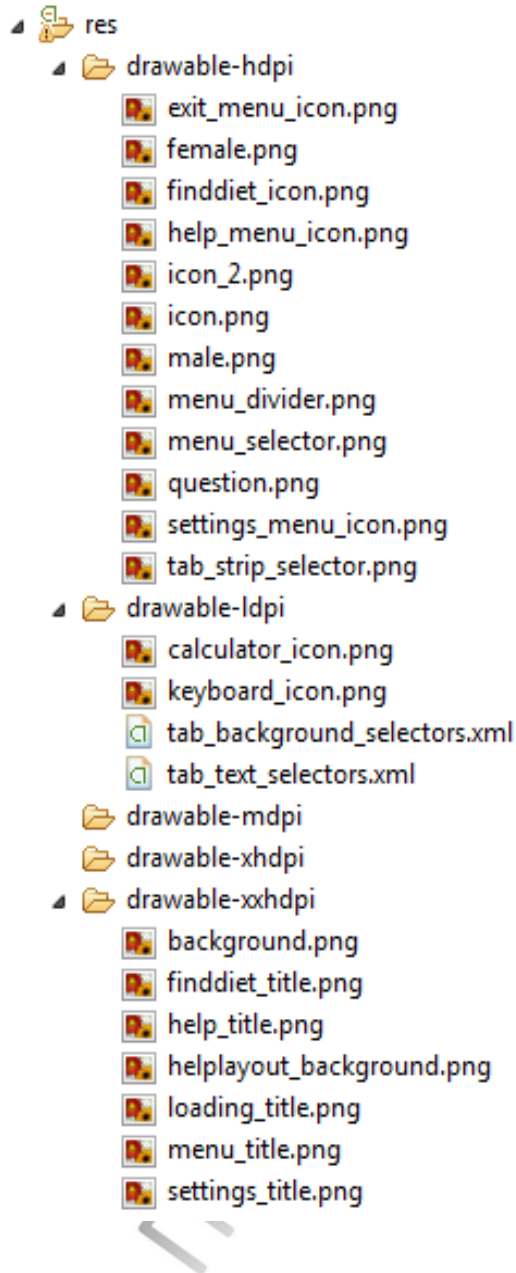 res
drawable-hdpi
exit_menu_icon.png
female.png
finddiet_icon.png
help_menu_icon.png
icon_2.png
icon.png
male.png
menu_divider.png
menu_selector.png
question.png
settings_menu_icon.png
tab_strip_selector.png
drawable-ldpi
calculator_icon.png
keyboard_icon.png
tab_background_selectors.xml
tab_text_selectors.xml
drawable-mdpi
drawable-xhdpi
drawable-xxhdpi
background.png
finddiet_title.png
help_title.png
helplayout_background.png
loading_title.png
menu_title.png
settings_title.png